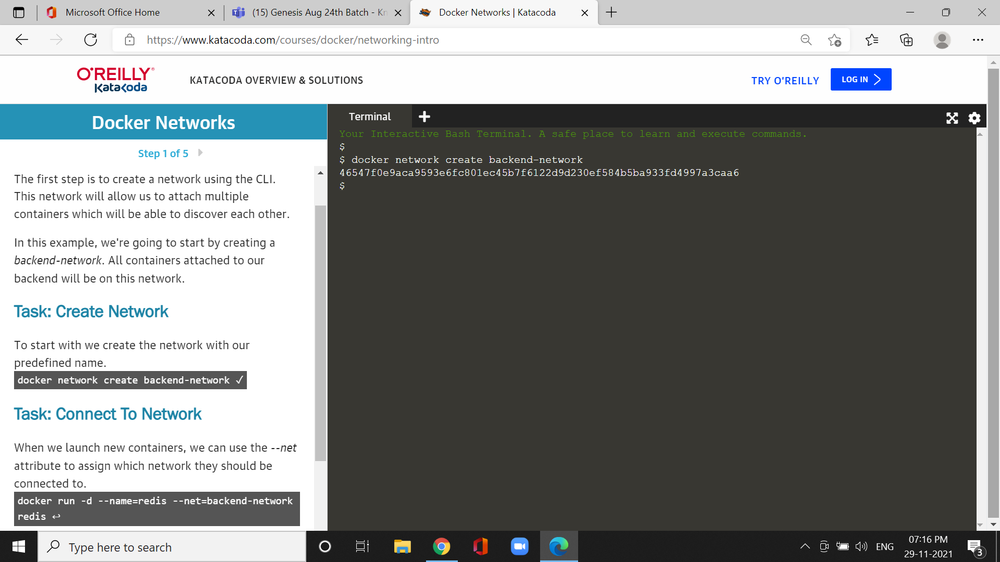 Microsoft Office Home
(15) Genesis Aug 24th Batch - Kn
Docker Networks | Katacoda
https://www.katacoda.com/courses/docker/networking-intro
O'REILLY®
Katacoda
KATACODA OVERVIEW & SOLUTIONS
TRY O'REILLY
LOG IN
Docker Networks
Step 1 of 5
The first step is to create a network using the CLI.
This network will allow us to attach multiple
containers which will be able to discover each other.
In this example, we're going to start by creating a
backend-network. All containers attached to our
backend will be on this network.
Task: Create Network
To start with we create the network with our
predefined name.
docker network create backend-network ✓
Task: Connect To Network
When we launch new containers, we can use the --net
attribute to assign which network they should be
connected to.
docker run -d --name=redis --net=backend-network
redis ↩
Terminal
Your Interactive Bash Terminal. A safe place to learn and execute commands.
$
$ docker network create backend-network
46547f0e9aca9593e6fc801ec45b7f6122d9d230ef584b5ba933fd4997a3caa6
$
Type here to search
ENG
07:16 PM
29-11-2021
3